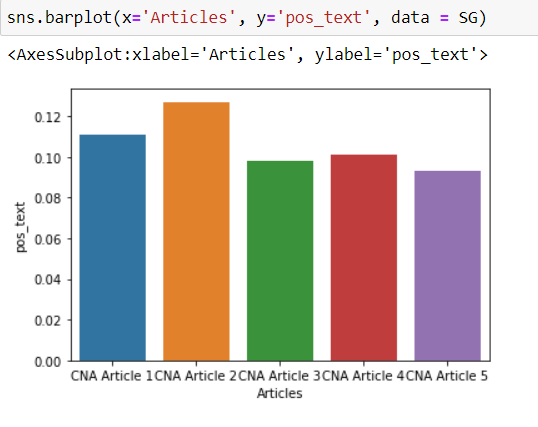 sns.barplot(x='Articles', y='pos_text', data = SG)
<AxesSubplot:xlabel='Articles', ylabel='pos_text'>
0.12
0.10
0.08
0.06
0.04
0.02
0.00
pos_text
CNA Article 1 CNA Article 2 CNA Article 3 CNA Article 4 CNA Article 5
Articles